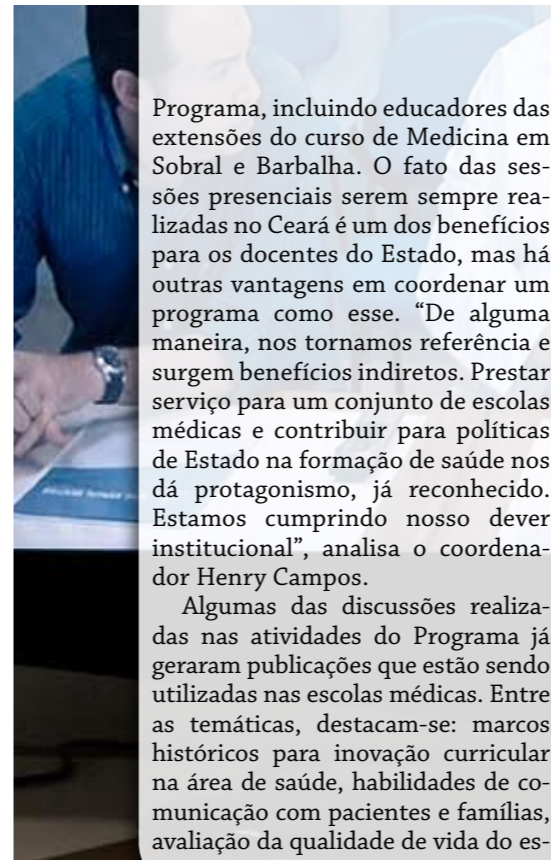 Programa, incluindo educadores das
extensões do curso de Medicina em
Sobral e Barbalha. O fato das ses-
sões presenciais serem sempre rea-
lizadas no Ceará é um dos benefícios
para os docentes do Estado, mas há
outras vantagens em coordenar um
programa como esse. “De alguma
maneira, nos tornamos referência e
surgem benefícios indiretos. Prestar
serviço para um conjunto de escolas
médicas e contribuir para políticas
de Estado na formação de saúde nos
dá protagonismo, já reconhecido.
Estamos cumprindo nosso dever
institucional”, analisa o coordena-
dor Henry Campos.
Algumas das discussões realiza-
das nas atividades do Programa já
geraram publicações que estão sendo
utilizadas nas escolas médicas. Entre
as temáticas, destacam-se: marcos
históricos para inovação curricular
na área de saúde, habilidades de co-
municação com pacientes e famílias,
avaliação da qualidade de vida do es-